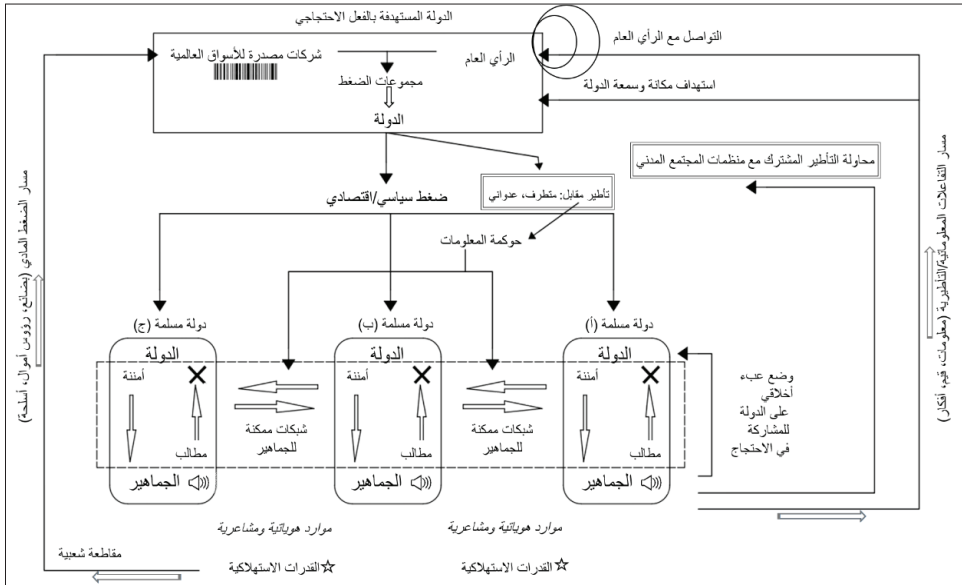 الدولة المستهدفة بالفعل الاحتجاجي
التواصل مع الرأي العام
شركات مصدرة للأسواق العالمية
الرأي العام
مجموعات الضغط
استهداف مكانة وسمعة الدولة
الدولة
محاولة التأطير المشترك مع منظمات المجتمع المدني
ضغط سياسي/اقتصادي
تأطير مقابل: متطرف، عدواني
حوكمة المعلومات
مسار التفاعلات المعلوماتية/التأطيرية (معلومات، قيم، أفكار)
مسار الضغط المادي (بضائع، رؤوس أموال، أسلحة)
دولة مسلمة (أ)
دولة مسلمة (ب)
دولة مسلمة (ج)
الدولة
الدولة
الدولة
أمننة
أمننة
أمننة
وضع عبء
أخلاقي
على الدولة
للمشاركة
في الاحتجاج
شبكات ممكنة
للجماهير
شبكات ممكنة
للجماهير
مطالب
مطالب
مطالب
الجماهير
الجماهير
الجماهير
موارد هوياتية ومشاعرية
موارد هوياتية ومشاعرية
القدرات الاستهلاكية
القدرات الاستهلاكية
مقاطعة شعبية